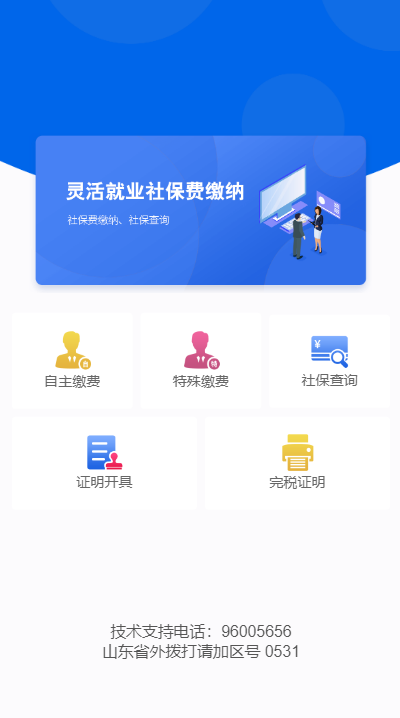 灵活就业社保费缴纳
社保费缴纳、社保查询
自
特
¥
自主缴费
特殊缴费
社保查询
证明开具
完税证明
技术支持电话：96005656
山东省外拨打请加区号 0531